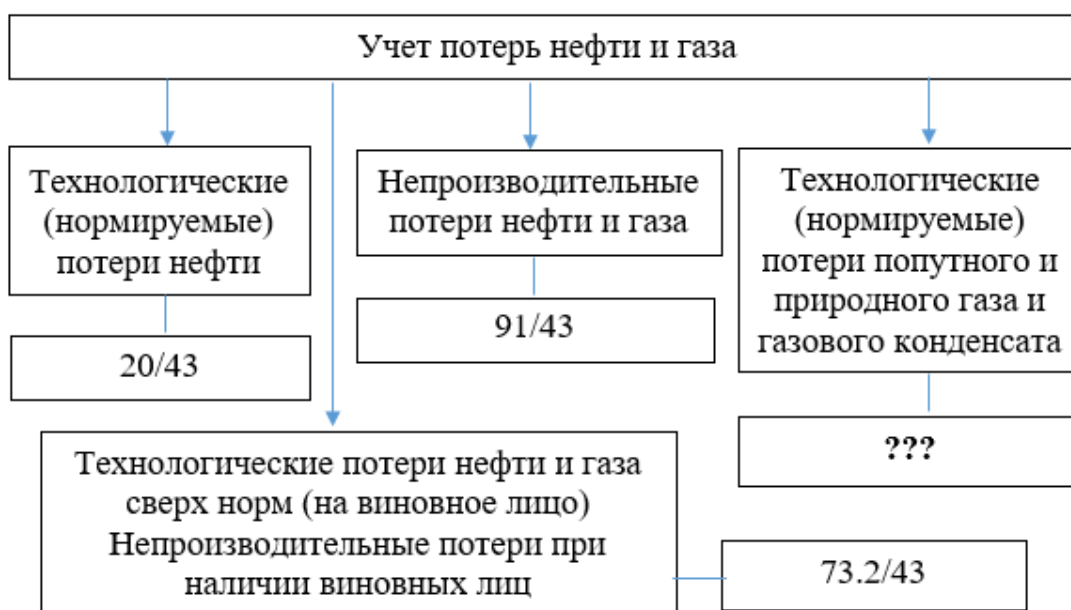 Учет потерь нефти и газа
Технологические
(нормируемые)
потери нефти
20/43
Непроизводительные
потери нефти и газа
91/43
Технологические
(нормируемые)
потери попутного и
природного газа и
газового конденсата
???
Технологические потери нефти и газа
сверх норм (на виновное лицо)
Непроизводительные потери при
наличии виновных лиц
73.2/43